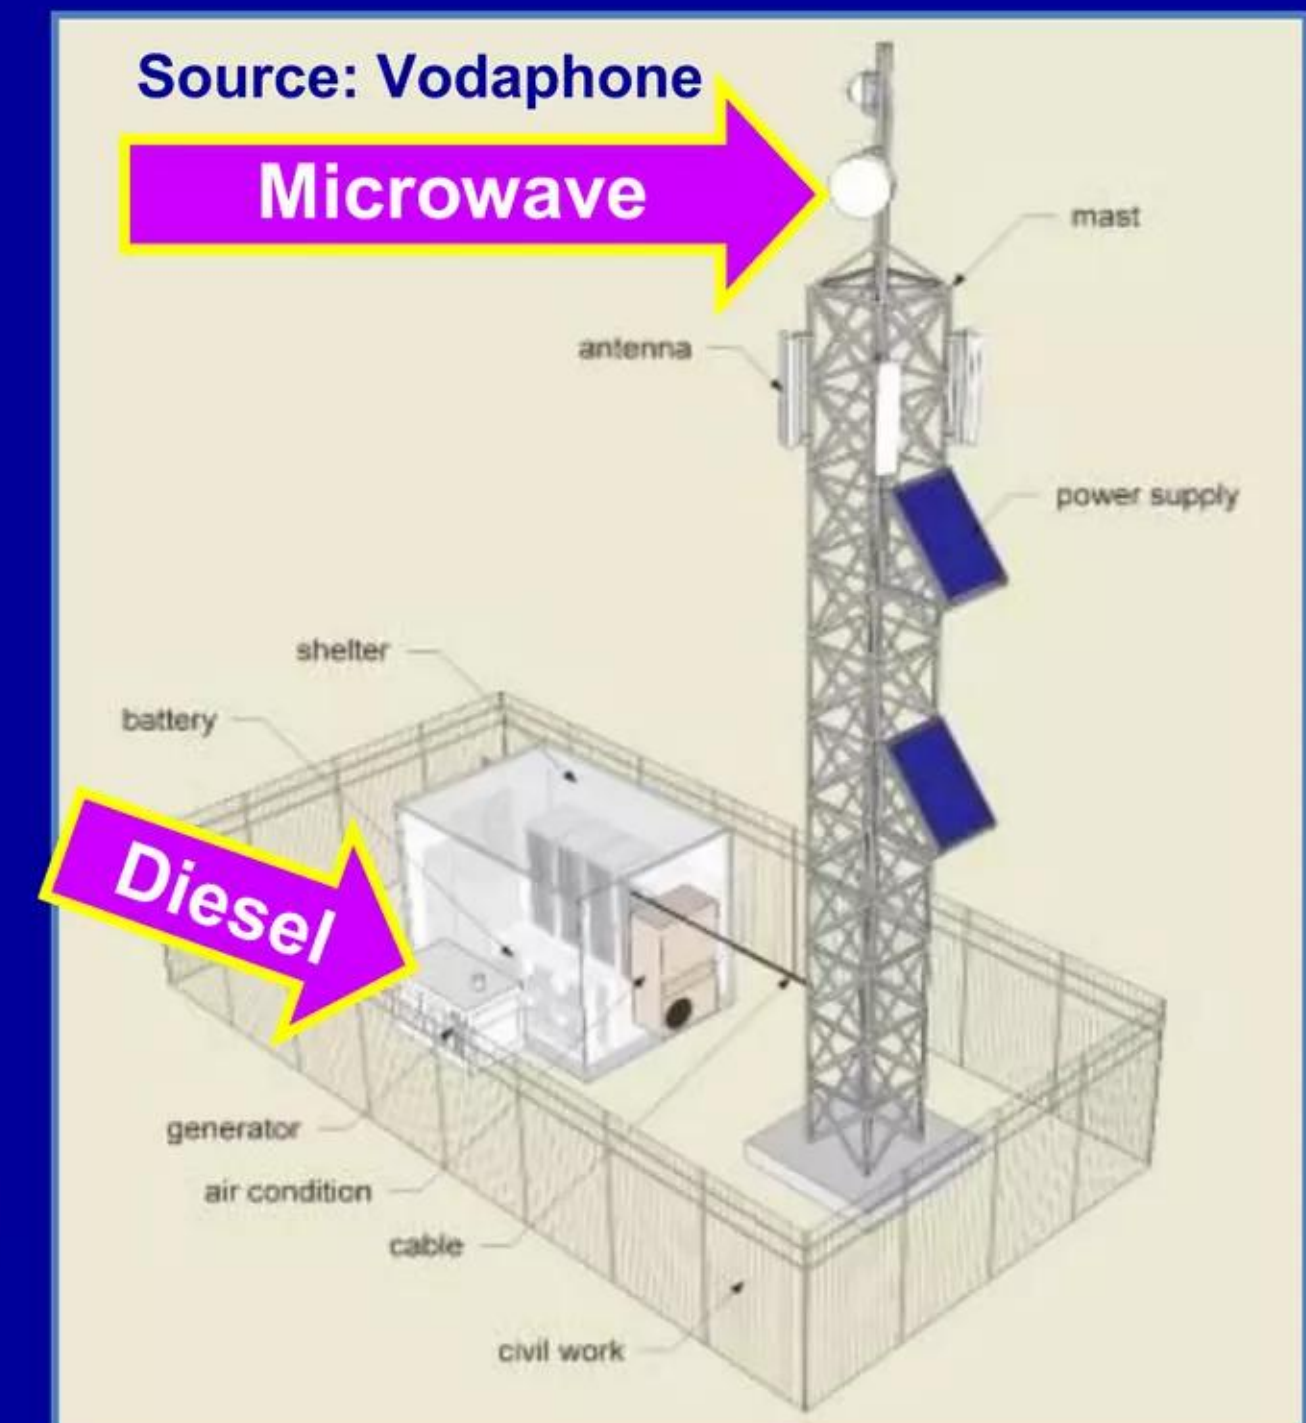 Source: Vodaphone
Microwave
mast
antenna
power supply
shelter
battery
Diesel
generator
air condition
cable
civil work